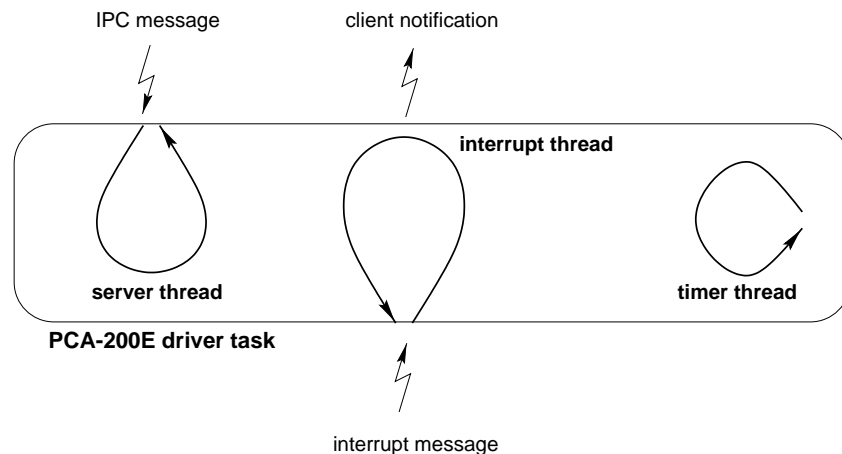 IPC message
client notification
interrupt thread
server thread
timer thread
PCA-200E driver task
interrupt message